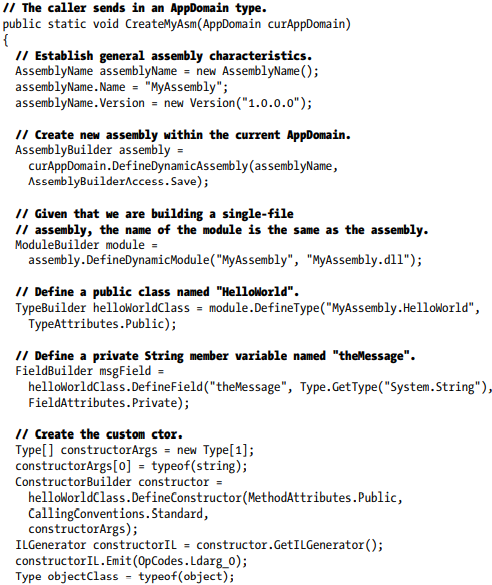 // The caller sends in an AppDomain type.
public static void CreateMyAsm(AppDomain curAppDomain)
{
// Establish general assembly characteristics.
AssemblyName assemblyName = new AssemblyName();
assemblyName.Name = "MyAssembly";
assemblyName.Version = new Version("1.0.0.0");
// Create new assembly within the current AppDomain.
AssemblyBuilder assembly =
curAppDomain.DefineDynamicAssembly(assemblyName,
AssemblyBuilderAccess.Save);
// Given that we are building a single-file
// assembly, the name of the module is the same as the assembly.
ModuleBuilder module =
assembly.DefineDynamicModule("MyAssembly", "MyAssembly.dll");
// Define a public class named "HelloWorld".
TypeBuilder helloWorldClass = module.DefineType("MyAssembly.HelloWorld",
TypeAttributes.Public);
// Define a private String member variable named "theMessage".
FieldBuilder msgField =
helloWorldClass.DefineField("theMessage", Type.GetType("System.String"),
FieldAttributes.Private);
// Create the custom ctor.
Type[] constructorArgs = new Type[1];
constructorArgs[0] = typeof(string);
ConstructorBuilder constructor =
helloWorldClass.DefineConstructor(MethodAttributes.Public,
CallingConventions.Standard,
constructorArgs);
ILGenerator constructorIL = constructor.GetILGenerator();
constructorIL.Emit(OpCodes.Ldarg_0);
Type objectClass = typeof(object);